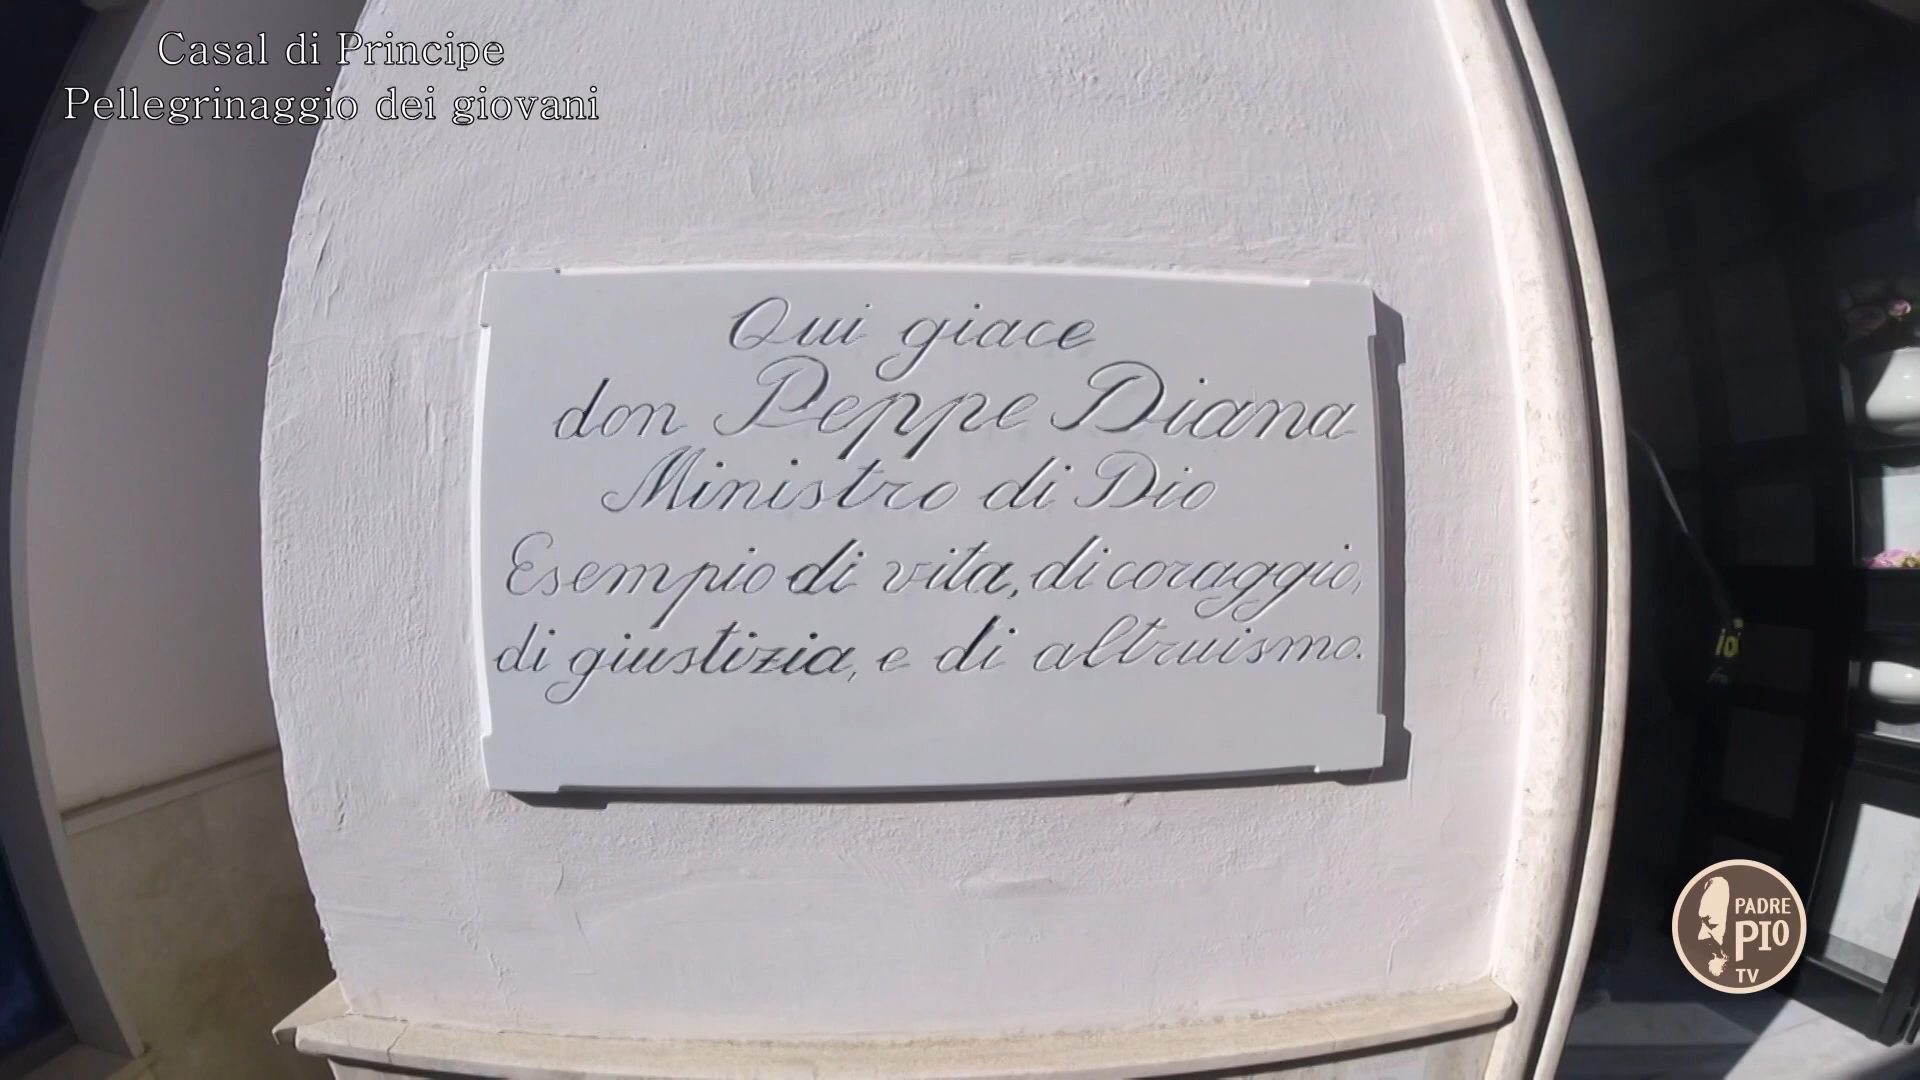 Casal di Principe
Pellegrinaggio dei giovani
Qui giace
don Peppe Diana
Ministro di Dio
Esempio di vita, di coraggio,
di giustizia, e di altruismo.
PADRE
PIO
TV